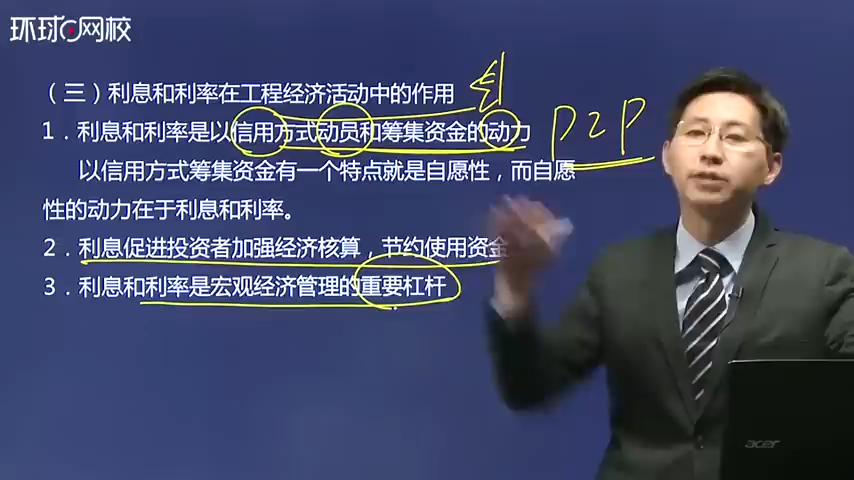 环球网校
（三）利息和利率在工程经济活动中的作用
1．利息和利率是以信用方式动员和筹集资金的动力
P2P
以信用方式筹集资金有一个特点就是自愿性，而自愿
性的动力在于利息和利率。
2．利息促进投资者加强经济核算，节约使用资金
3．利息和利率是宏观经济管理的重要杠杆
acer